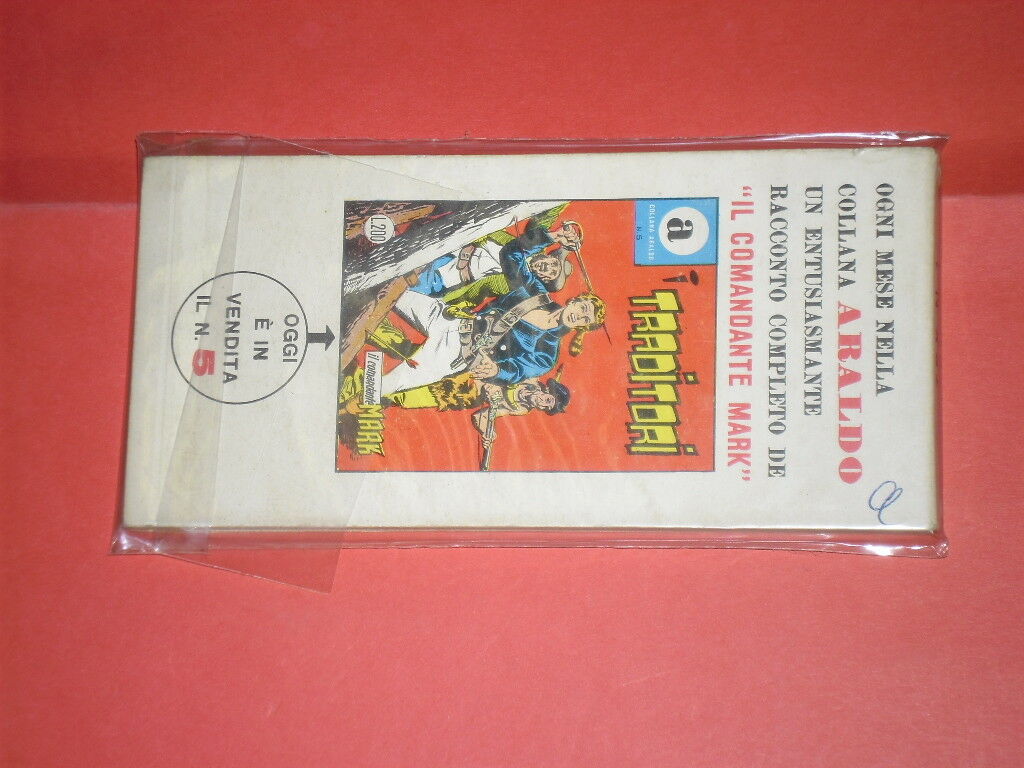 OGNI MESE NELLA
COLLANA ARALDO
UN ENTUSIASMANTE
RACCONTO COMPLETO DE
"IL COMANDANTE MARK"
a
COLLANA ARALDO
N. 5
I TRADITORI
L.200
il comandante
MARK
OGGI
È IN
VENDITA
IL N. 5
a